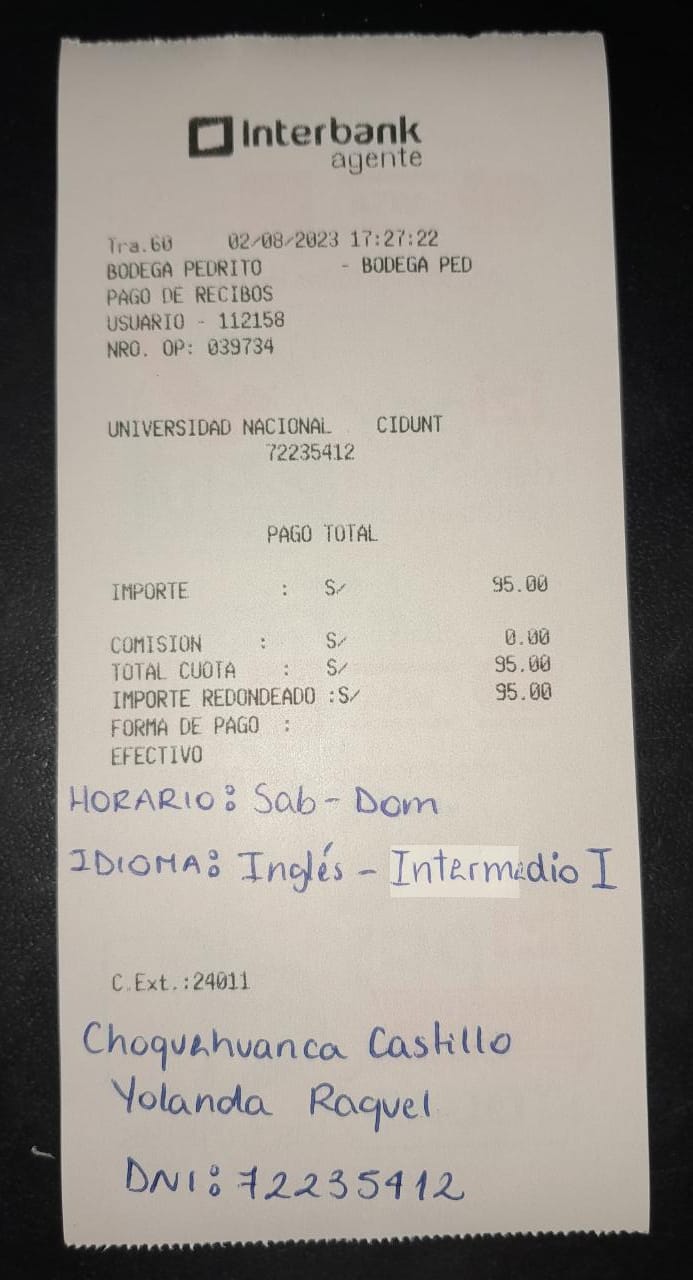 Interbank
agente
Tra.60 02/08/2023 17:27:22
BODEGA PEDRITO - BODEGA PED
PAGO DE RECIBOS
USUARIO - 112158
NRO. OP: 039734
UNIVERSIDAD NACIONAL CIDUNT
72235412
PAGO TOTAL
IMPORTE : S/ 95.00
COMISION : S/ 0.00
TOTAL CUOTA : S/ 95.00
IMPORTE REDONDEADO :S/ 95.00
FORMA DE PAGO :
EFECTIVO
HORARIO: Sab - Dom
IDIOMA: Inglés - Intermedio I
C.Ext.:24011
Choquehuanca Castillo
Yolanda Raquel
DNI: 72235412